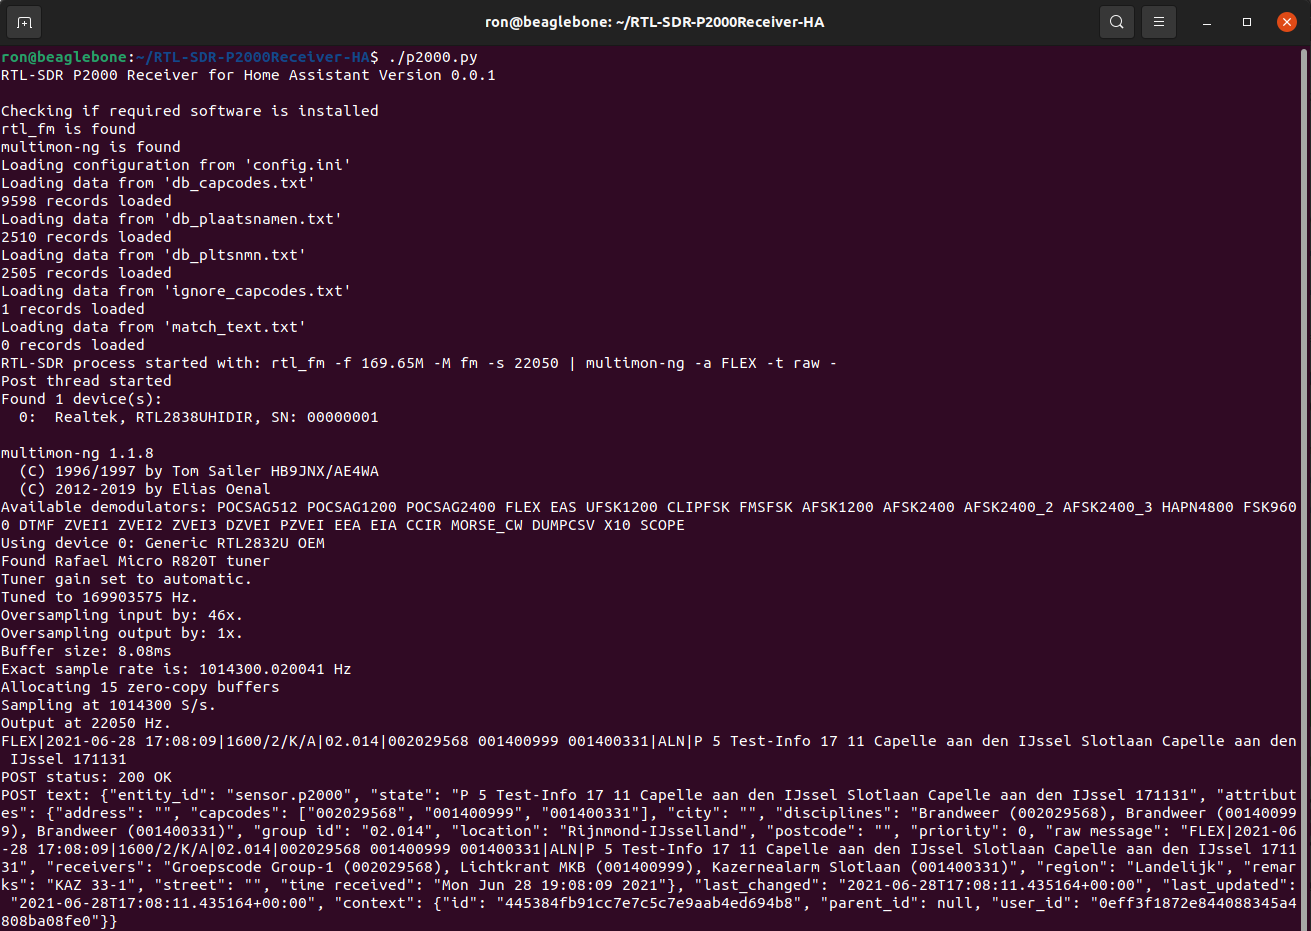 ron@beaglebone: ~/RTL-SDR-P2000Receiver-HA
ron@beaglebone:~/RTL-SDR-P2000Receiver-HA$ ./p2000.py
RTL-SDR P2000 Receiver for Home Assistant Version 0.0.1
Checking if required software is installed
rtl_fm is found
multimon-ng is found
Loading configuration from 'config.ini'
Loading data from 'db_capcodes.txt'
9598 records loaded
Loading data from 'db_plaatsnamen.txt'
2510 records loaded
Loading data from 'db_pltsnmn.txt'
2505 records loaded
Loading data from 'ignore_capcodes.txt'
1 records loaded
Loading data from 'match_text.txt'
0 records loaded
RTL-SDR process started with: rtl_fm -f 169.65M -M fm -s 22050 | multimon-ng -a FLEX -t raw -
Post thread started
Found 1 device(s):
  0:  Realtek, RTL2838UHIDIR, SN: 00000001
multimon-ng 1.1.8
  (C) 1996/1997 by Tom Sailer HB9JNX/AE4WA
  (C) 2012-2019 by Elias Oenal
Available demodulators: POCSAG512 POCSAG1200 POCSAG2400 FLEX EAS UFSK1200 CLIPFSK FMSFSK AFSK1200 AFSK2400 AFSK2400_2 AFSK2400_3 HAPN4800 FSK960
0 DTMF ZVEI1 ZVEI2 ZVEI3 DZVEI PZVEI EEA EIA CCIR MORSE_CW DUMPCSV X10 SCOPE
Using device 0: Generic RTL2832U OEM
Found Rafael Micro R820T tuner
Tuner gain set to automatic.
Tuned to 169903575 Hz.
Oversampling input by: 46x.
Oversampling output by: 1x.
Buffer size: 8.08ms
Exact sample rate is: 1014300.020041 Hz
Allocating 15 zero-copy buffers
Sampling at 1014300 S/s.
Output at 22050 Hz.
FLEX|2021-06-28 17:08:09|1600/2/K/A|02.014|002029568 001400999 001400331|ALN|P 5 Test-Info 17 11 Capelle aan den IJssel Slotlaan Capelle aan den
 IJssel 171131
POST status: 200 OK
POST text: {"entity_id": "sensor.p2000", "state": "P 5 Test-Info 17 11 Capelle aan den IJssel Slotlaan Capelle aan den IJssel 171131", "attribut
es": {"address": "", "capcodes": ["002029568", "001400999", "001400331"], "city": "", "disciplines": "Brandweer (002029568), Brandweer (00140099
9), Brandweer (001400331)", "group id": "02.014", "location": "Rijnmond-IJsselland", "postcode": "", "priority": 0, "raw message": "FLEX|2021-06
-28 17:08:09|1600/2/K/A|02.014|002029568 001400999 001400331|ALN|P 5 Test-Info 17 11 Capelle aan den IJssel Slotlaan Capelle aan den IJssel 1711
31", "receivers": "Groepscode Group-1 (002029568), Lichtkrant MKB (001400999), Kazernealarm Slotlaan (001400331)", "region": "Landelijk", "remar
ks": "KAZ 33-1", "street": "", "time received": "Mon Jun 28 19:08:09 2021"}, "last_changed": "2021-06-28T17:08:11.435164+00:00", "last_updated":
 "2021-06-28T17:08:11.435164+00:00", "context": {"id": "445384fb91cc7e7c5c7e9aab4ed694b8", "parent_id": null, "user_id": "0eff3f1872e844088345a4
808ba08fe0"}}